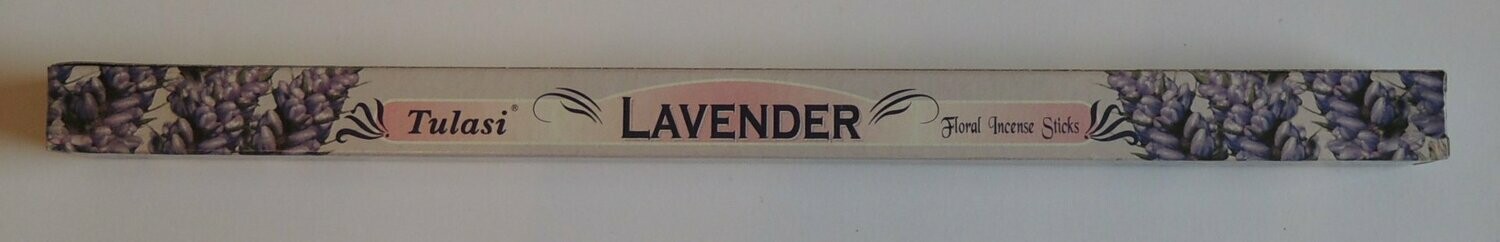 Tulasi®
LAVENDER
Floral Incense Sticks